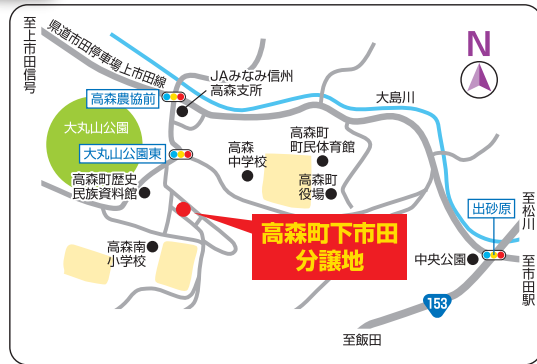 至上市田信号
県道市田停車場上市田線
N
JAみなみ信州
高森支所
高森農協前
大島川
大丸山公園
大丸山公園東
高森
中学校
高森町
町民体育館
高森町歴史
民族資料館
高森町
役場
出砂原
至松川
高森町下市田
分譲地
高森南
小学校
中央公園
至市田駅
153
至飯田